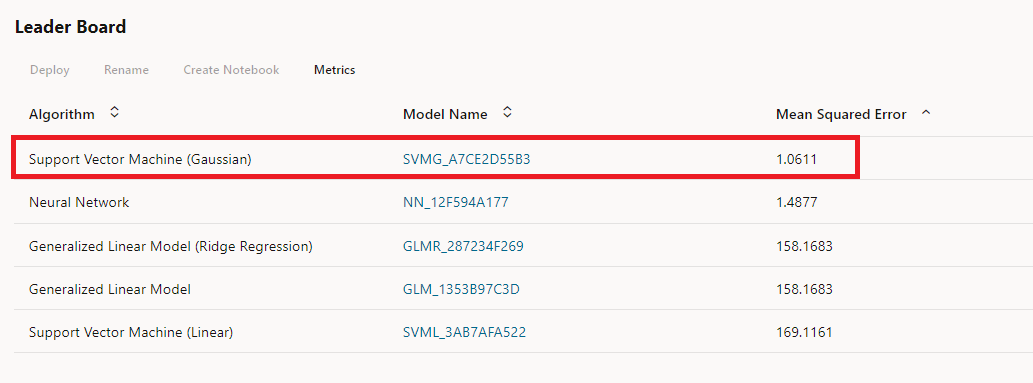 Leader Board
Deploy Rename Create Notebook Metrics
Algorithm Model Name Mean Squared Error
Support Vector Machine (Gaussian) SVMG_A7CE2D55B3 1.0611
Neural Network NN_12F594A177 1.4877
Generalized Linear Model (Ridge Regression) GLMR_287234F269 158.1683
Generalized Linear Model GLM_1353B97C3D 158.1683
Support Vector Machine (Linear) SVML_3AB7AFA522 169.1161